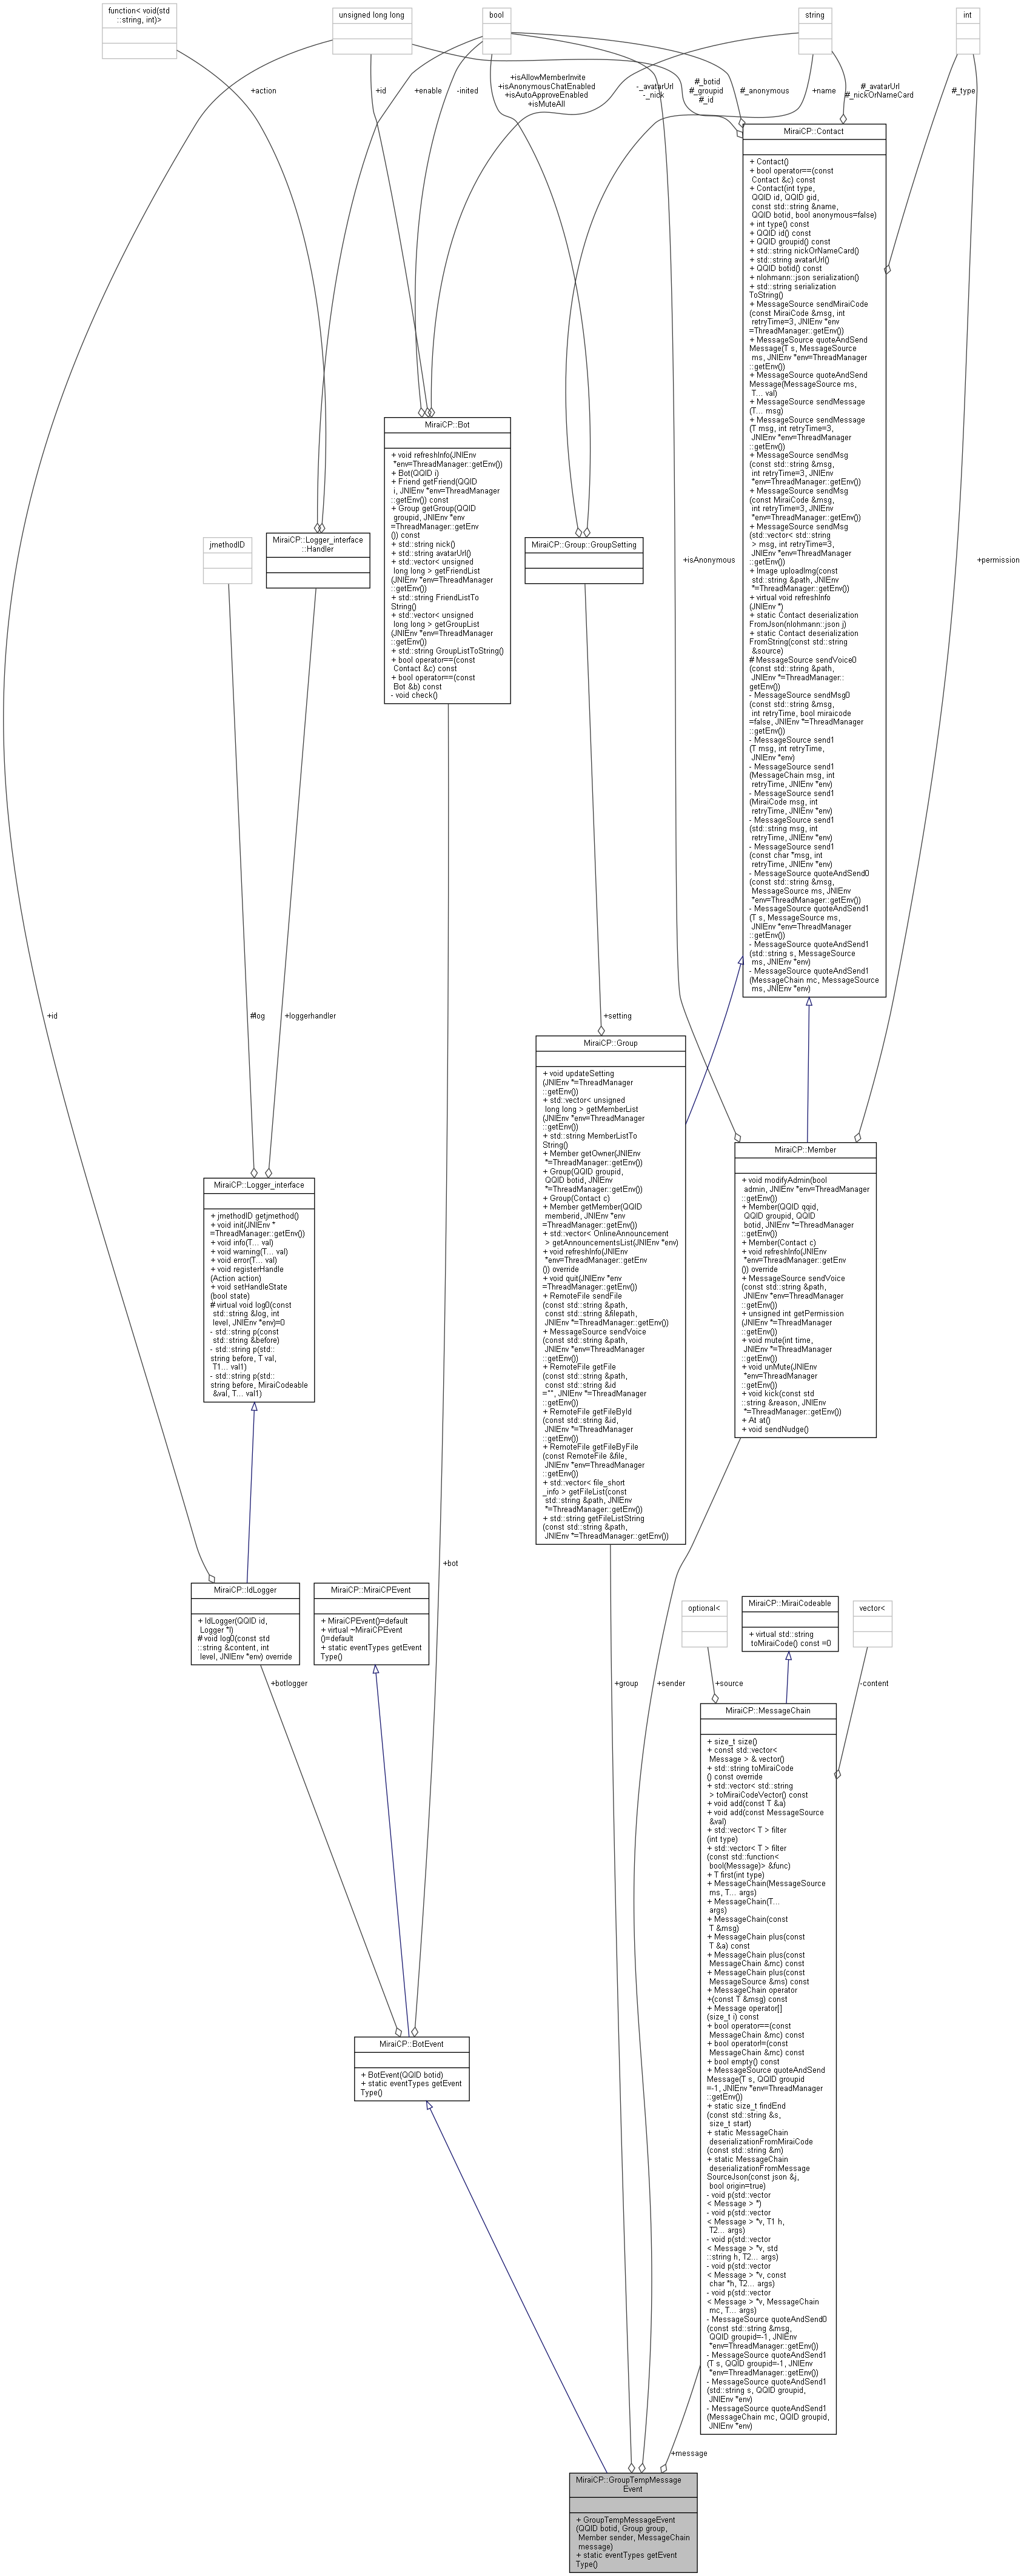 function< void(std
::string, int)>
unsigned long long
bool
string
int
+action
+id
+enable
-inited
+isAllowMemberInvite
+isAnonymousChatEnabled
+isAutoApproveEnabled
+isMuteAll
-_avatarUrl
-_nick
#_botid
#_groupid
#_id
#_anonymous
+name
#_avatarUrl
#_nickOrNameCard
#_type
MiraiCP::Contact
+ Contact()
+ bool operator==(const
Contact &c) const
+ Contact(int type,
QQID id, QQID gid,
const std::string &name,
QQID botid, bool anonymous=false)
+ int type() const
+ QQID id() const
+ QQID groupid() const
+ std::string nickOrNameCard()
+ std::string avatarUrl()
+ QQID botid() const
+ nlohmann::json serialization()
+ std::string serialization
ToString()
+ MessageSource sendMiraiCode
(const MiraiCode &msg, int
retryTime=3, JNIEnv *env
=ThreadManager::getEnv())
+ MessageSource quoteAndSend
Message(T s, MessageSource
ms, JNIEnv *env=ThreadManager
::getEnv())
+ MessageSource quoteAndSend
Message(MessageSource ms,
T... val)
+ MessageSource sendMessage
(T... msg)
+ MessageSource sendMessage
(T msg, int retryTime=3,
JNIEnv *env=ThreadManager
::getEnv())
+ MessageSource sendMsg
(const std::string &msg,
int retryTime=3, JNIEnv
*env=ThreadManager::getEnv())
+ MessageSource sendMsg
(const MiraiCode &msg,
int retryTime=3, JNIEnv
*env=ThreadManager::getEnv())
+ MessageSource sendMsg
(std::vector< std::string
> msg, int retryTime=3,
JNIEnv *env=ThreadManager
::getEnv())
+ Image uploadImg(const
std::string &path, JNIEnv
*=ThreadManager::getEnv())
+ virtual void refreshInfo
(JNIEnv *)
+ static Contact deserialization
FromJson(nlohmann::json j)
+ static Contact deserialization
FromString(const std::string
&source)
# MessageSource sendVoice0
(const std::string &path,
JNIEnv *=ThreadManager::
getEnv())
- MessageSource sendMsg0
(const std::string &msg,
int retryTime, bool miraicode
=false, JNIEnv *=ThreadManager
::getEnv())
- MessageSource send1
(T msg, int retryTime,
JNIEnv *env)
- MessageSource send1
(MessageChain msg, int
retryTime, JNIEnv *env)
- MessageSource send1
(MiraiCode msg, int
retryTime, JNIEnv *env)
- MessageSource send1
(std::string msg, int
retryTime, JNIEnv *env)
- MessageSource send1
(const char *msg, int
retryTime, JNIEnv *env)
- MessageSource quoteAndSend0
(const std::string &msg,
MessageSource ms, JNIEnv
*env=ThreadManager::getEnv())
- MessageSource quoteAndSend1
(T s, MessageSource ms,
JNIEnv *env=ThreadManager
::getEnv())
- MessageSource quoteAndSend1
(std::string s, MessageSource
ms, JNIEnv *env)
- MessageSource quoteAndSend1
(MessageChain mc, MessageSource
ms, JNIEnv *env)
MiraiCP::Bot
+ void refreshInfo(JNIEnv
*env=ThreadManager::getEnv())
+ Bot(QQID i)
+ Friend getFriend(QQID
i, JNIEnv *env=ThreadManager
::getEnv()) const
+ Group getGroup(QQID
groupid, JNIEnv *env
=ThreadManager::getEnv
()) const
+ std::string nick()
+ std::string avatarUrl()
+ std::vector< unsigned
long long > getFriendList
(JNIEnv *env=ThreadManager
::getEnv())
+ std::string FriendListTo
String()
+ std::vector< unsigned
long long > getGroupList
(JNIEnv *env=ThreadManager
::getEnv())
+ std::string GroupListToString()
+ bool operator==(const
Contact &c) const
+ bool operator==(const
Bot &b) const
- void check()
jmethodID
MiraiCP::Logger_interface
::Handler
MiraiCP::Group::GroupSetting
+isAnonymous
+permission
+id
#log
+loggerhandler
+setting
MiraiCP::Group
+ void updateSetting
(JNIEnv *=ThreadManager
::getEnv())
+ std::vector< unsigned
long long > getMemberList
(JNIEnv *env=ThreadManager
::getEnv())
+ std::string MemberListTo
String()
+ Member getOwner(JNIEnv
*=ThreadManager::getEnv())
+ Group(QQID groupid,
QQID botid, JNIEnv
*=ThreadManager::getEnv())
+ Group(Contact c)
+ Member getMember(QQID
memberid, JNIEnv *env
=ThreadManager::getEnv())
+ std::vector< OnlineAnnouncement
> getAnnouncementsList(JNIEnv *env)
+ void refreshInfo(JNIEnv
*env=ThreadManager::getEnv
()) override
+ void quit(JNIEnv *env
=ThreadManager::getEnv())
+ RemoteFile sendFile
(const std::string &path,
const std::string &filepath,
JNIEnv *=ThreadManager::getEnv())
+ MessageSource sendVoice
(const std::string &path,
JNIEnv *env=ThreadManager
::getEnv())
+ RemoteFile getFile
(const std::string &path,
const std::string &id
="", JNIEnv *=ThreadManager
::getEnv())
+ RemoteFile getFileById
(const std::string &id,
JNIEnv *=ThreadManager
::getEnv())
+ RemoteFile getFileByFile
(const RemoteFile &file,
JNIEnv *env=ThreadManager
::getEnv())
+ std::vector< file_short
_info > getFileList(const
std::string &path, JNIEnv
*=ThreadManager::getEnv())
+ std::string getFileListString
(const std::string &path,
JNIEnv *=ThreadManager::getEnv())
MiraiCP::Member
+ void modifyAdmin(bool
admin, JNIEnv *env=ThreadManager
::getEnv())
+ Member(QQID qqid,
QQID groupid, QQID
botid, JNIEnv *=ThreadManager
::getEnv())
+ Member(Contact c)
+ void refreshInfo(JNIEnv
*env=ThreadManager::getEnv
()) override
+ MessageSource sendVoice
(const std::string &path,
JNIEnv *env=ThreadManager
::getEnv())
+ unsigned int getPermission
(JNIEnv *=ThreadManager
::getEnv())
+ void mute(int time,
JNIEnv *=ThreadManager
::getEnv())
+ void unMute(JNIEnv
*env=ThreadManager
::getEnv())
+ void kick(const std
::string &reason, JNIEnv
*=ThreadManager::getEnv())
+ At at()
+ void sendNudge()
MiraiCP::Logger_interface
+ jmethodID getjmethod()
+ void init(JNIEnv *
=ThreadManager::getEnv())
+ void info(T... val)
+ void warning(T... val)
+ void error(T... val)
+ void registerHandle
(Action action)
+ void setHandleState
(bool state)
# virtual void log0(const
std::string &log, int
level, JNIEnv *env)=0
- std::string p(const
std::string &before)
- std::string p(std::
string before, T val,
T1... val1)
- std::string p(std::
string before, MiraiCodeable
&val, T... val1)
+bot
MiraiCP::IdLogger
+ IdLogger(QQID id,
Logger *l)
# void log0(const std
::string &content, int
level, JNIEnv *env) override
MiraiCP::MiraiCPEvent
+ MiraiCPEvent()=default
+ virtual ~MiraiCPEvent
()=default
+ static eventTypes getEvent
Type()
optional<
MiraiCP::MiraiCodeable
+ virtual std::string
toMiraiCode() const =0
vector<
+botlogger
+group
+sender
+source
-content
MiraiCP::MessageChain
+ size_t size()
+ const std::vector<
Message > & vector()
+ std::string toMiraiCode
() const override
+ std::vector< std::string
> toMiraiCodeVector() const
+ void add(const T &a)
+ void add(const MessageSource
&val)
+ std::vector< T > filter
(int type)
+ std::vector< T > filter
(const std::function<
bool(Message)> &func)
+ T first(int type)
+ MessageChain(MessageSource
ms, T... args)
+ MessageChain(T...
args)
+ MessageChain(const
T &msg)
+ MessageChain plus(const
T &a) const
+ MessageChain plus(const
MessageChain &mc) const
+ MessageChain plus(const
MessageSource &ms) const
+ MessageChain operator
+(const T &msg) const
+ Message operator[]
(size_t i) const
+ bool operator==(const
MessageChain &mc) const
+ bool operator!=(const
MessageChain &mc) const
+ bool empty() const
+ MessageSource quoteAndSend
Message(T s, QQID groupid
=-1, JNIEnv *env=ThreadManager
::getEnv())
+ static size_t findEnd
(const std::string &s,
size_t start)
+ static MessageChain
deserializationFromMiraiCode
(const std::string &m)
+ static MessageChain
deserializationFromMessage
SourceJson(const json &j,
bool origin=true)
- void p(std::vector
< Message > *)
- void p(std::vector
< Message > *v, T1 h,
T2... args)
- void p(std::vector
< Message > *v, std
::string h, T2... args)
- void p(std::vector
< Message > *v, const
char *h, T2... args)
- void p(std::vector
< Message > *v, MessageChain
mc, T... args)
- MessageSource quoteAndSend0
(const std::string &msg,
QQID groupid=-1, JNIEnv
*env=ThreadManager::getEnv())
- MessageSource quoteAndSend1
(T s, QQID groupid=-1, JNIEnv
*env=ThreadManager::getEnv())
- MessageSource quoteAndSend1
(std::string s, QQID groupid,
JNIEnv *env)
- MessageSource quoteAndSend1
(MessageChain mc, QQID groupid,
JNIEnv *env)
MiraiCP::BotEvent
+ BotEvent(QQID botid)
+ static eventTypes getEvent
Type()
+message
MiraiCP::GroupTempMessage
Event
+ GroupTempMessageEvent
(QQID botid, Group group,
Member sender, MessageChain
message)
+ static eventTypes getEvent
Type()